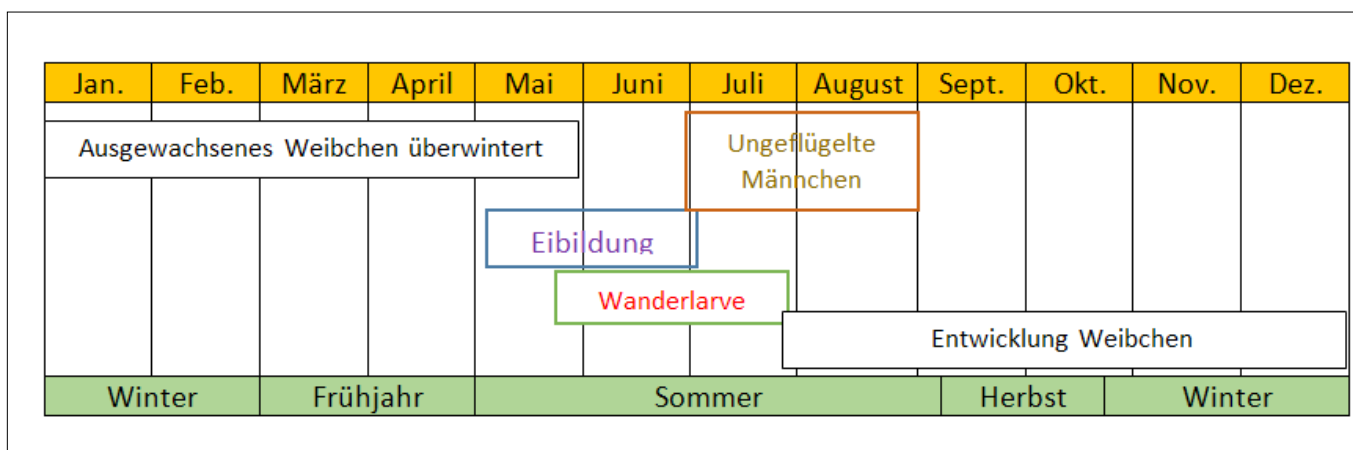 Jan. Feb. März April Mai Juni Juli August Sept. Okt. Nov. Dez.
Ausgewachsenes Weibchen überwintert
Ungeflügelte
Männchen
Eibildung
Wanderlarve
Entwicklung Weibchen
Winter Frühjahr Sommer Herbst Winter